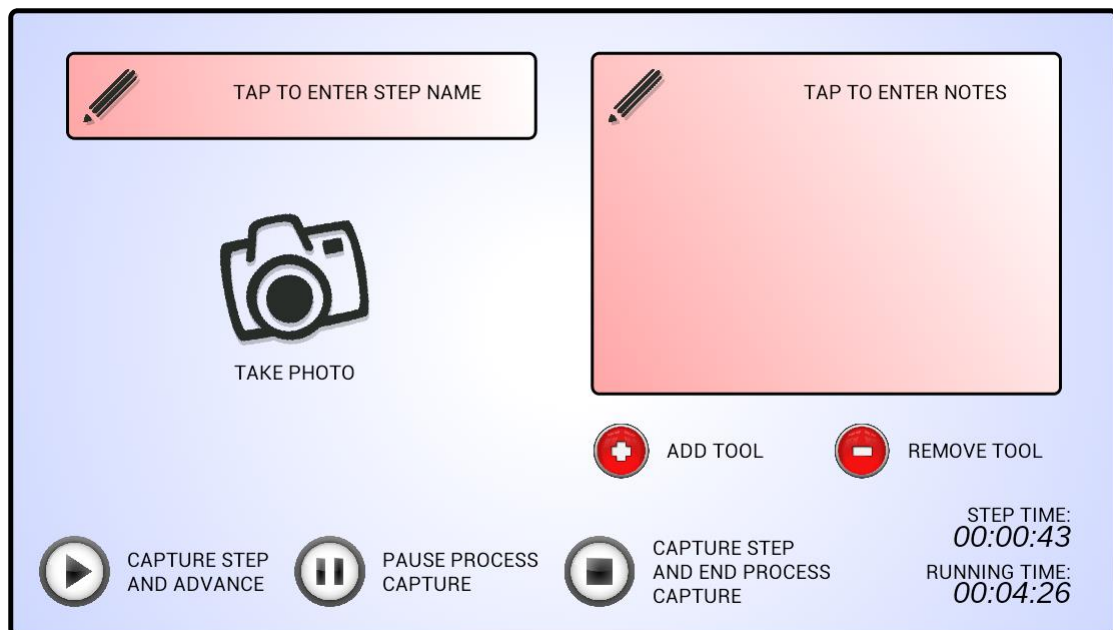 TAP TO ENTER STEP NAME
TAP TO ENTER NOTES
TAKE PHOTO
ADD TOOL
REMOVE TOOL
CAPTURE STEP
AND ADVANCE
PAUSE PROCESS
CAPTURE
CAPTURE STEP
AND END PROCESS
CAPTURE
STEP TIME:
00:00:43
RUNNING TIME:
00:04:26